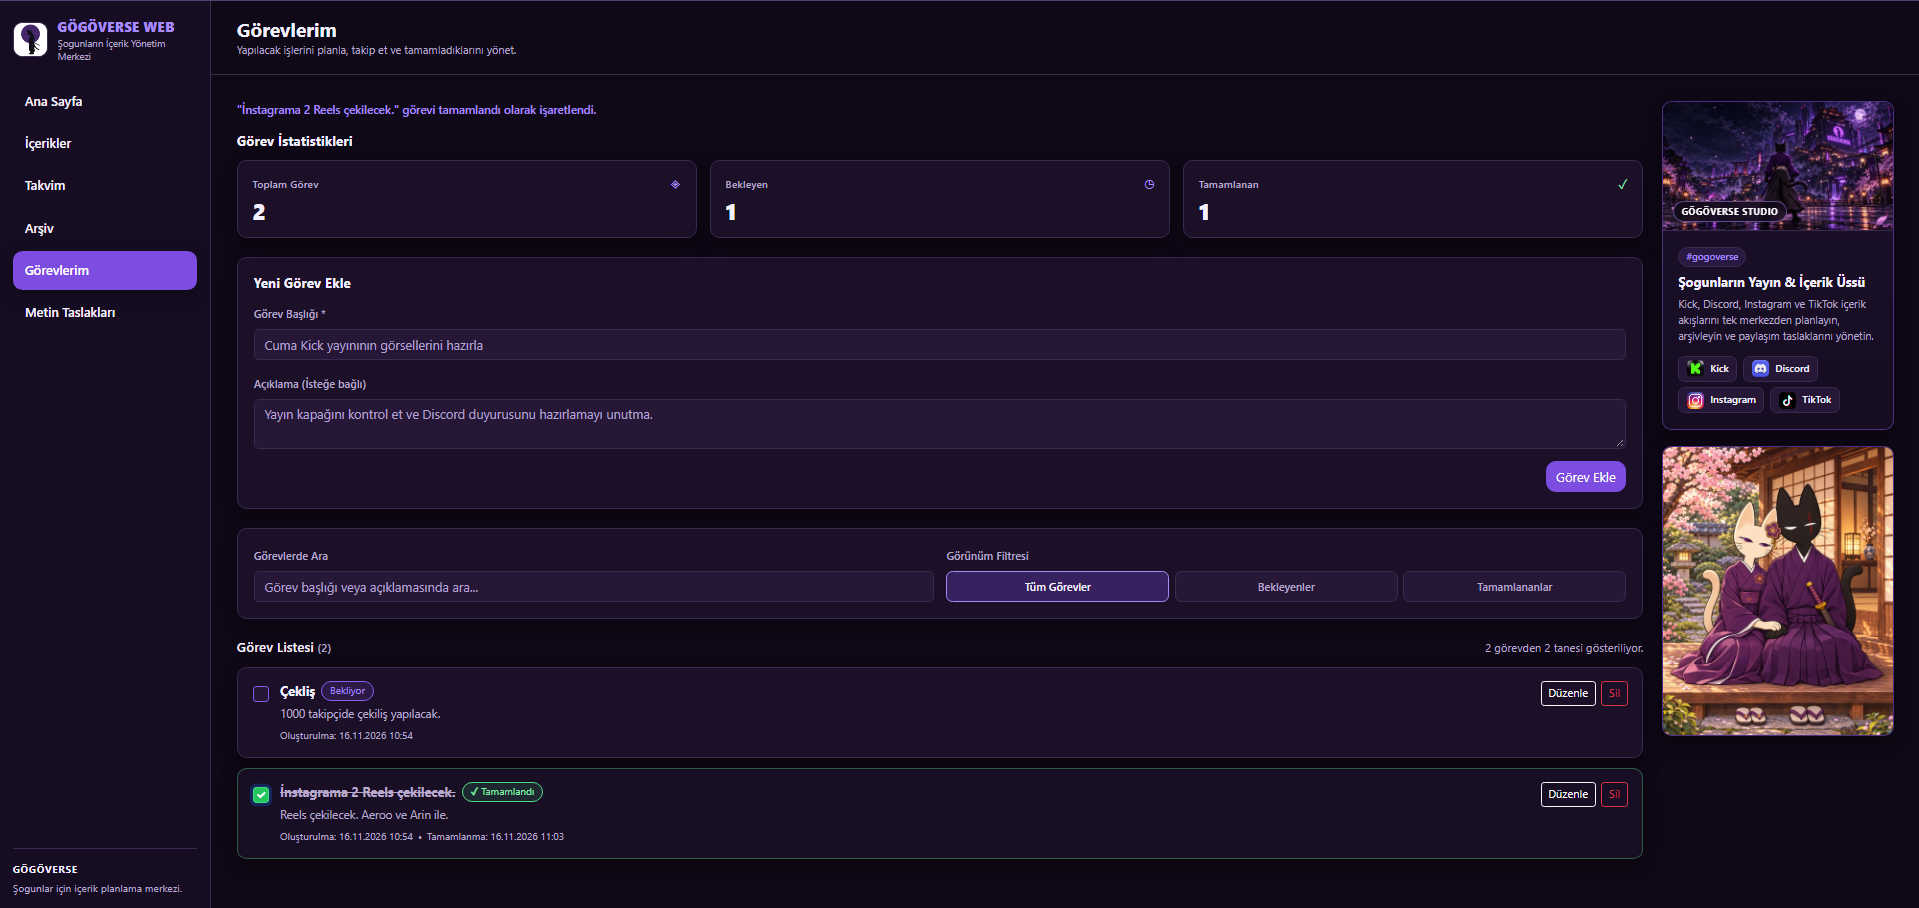 GÖGÖVERSE WEB
Şogunların İçerik Yönetim
Merkezi
Ana Sayfa
İçerikler
Takvim
Arşiv
Görevlerim
Metin Taslakları
GÖGÖVERSE
Şogunlar için içerik planlama merkezi.
Görevlerim
Yapılacak işlerini planla, takip et ve tamamladıklarını yönet.
"İnstagrama 2 Reels çekilecek." görevi tamamlandı olarak işaretlendi.
Görev İstatistikleri
Toplam Görev
2
Bekleyen
1
Tamamlanan
1
Yeni Görev Ekle
Görev Başlığı *
Cuma Kick yayınının görsellerini hazırla
Açıklama (İsteğe bağlı)
Yayın kapağını kontrol et ve Discord duyurusunu hazırlamayı unutma.
Görev Ekle
Görevlerde Ara
Görev başlığı veya açıklamasında ara...
Görünüm Filtresi
Tüm Görevler
Bekleyenler
Tamamlananlar
Görev Listesi (2)
2 görevden 2 tanesi gösteriliyor.
Çekliş Bekliyor
1000 takipçide çekiliş yapılacak.
Oluşturulma: 16.11.2026 10:54
Düzenle Sil
İnstagrama 2 Reels çekilecek. ✓ Tamamlandı
Reels çekilecek. Aeroo ve Arin ile.
Oluşturulma: 16.11.2026 10:54 • Tamamlanma: 16.11.2026 11:03
Düzenle Sil
GÖGÖVERSE STUDIO
#gogoverse
Şogunların Yayın & İçerik Üssü
Kick, Discord, Instagram ve TikTok içerik
akışlarını tek merkezden planlayın,
arşivleyin ve paylaşım taslaklarını yönetin.
Kick Discord
Instagram TikTok